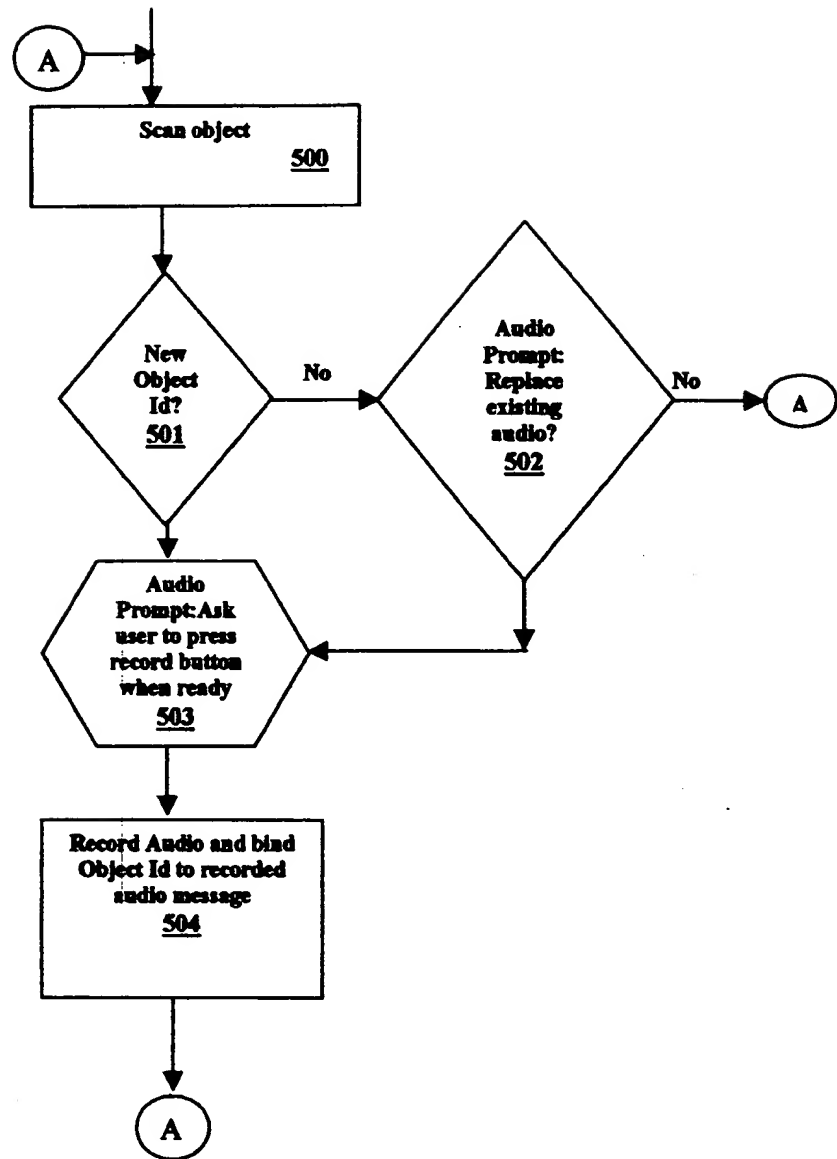 A
Scan object
500
New
Object
Id?
501
No
Audio
Prompt:
Replace
existing
audio?
502
No
A
Audio
Prompt:Ask
user to press
record button
when ready
503
Record Audio and bind
Object Id to recorded
audio message
504
A